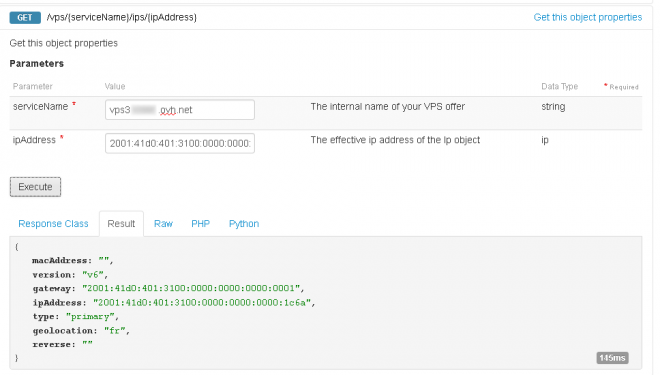 GET /vps/{serviceName}/ips/{ipAddress} Get this object properties
Get this object properties
Parameters
Parameter Value Data Type * Required
serviceName * vps3 .ovh.net The internal name of your VPS offer string
ipAddress * 2001:41d0:401:3100:0000:0000: The effective ip address of the Ip object ip
Execute
Response Class Result Raw PHP Python
{
macAddress: "",
version: "v6",
gateway: "2001:41d0:401:3100:0000:0000:0000:0001",
ipAddress: "2001:41d0:401:3100:0000:0000:0000:1c6a",
type: "primary",
geolocation: "fr",
reverse: ""
}
145ms